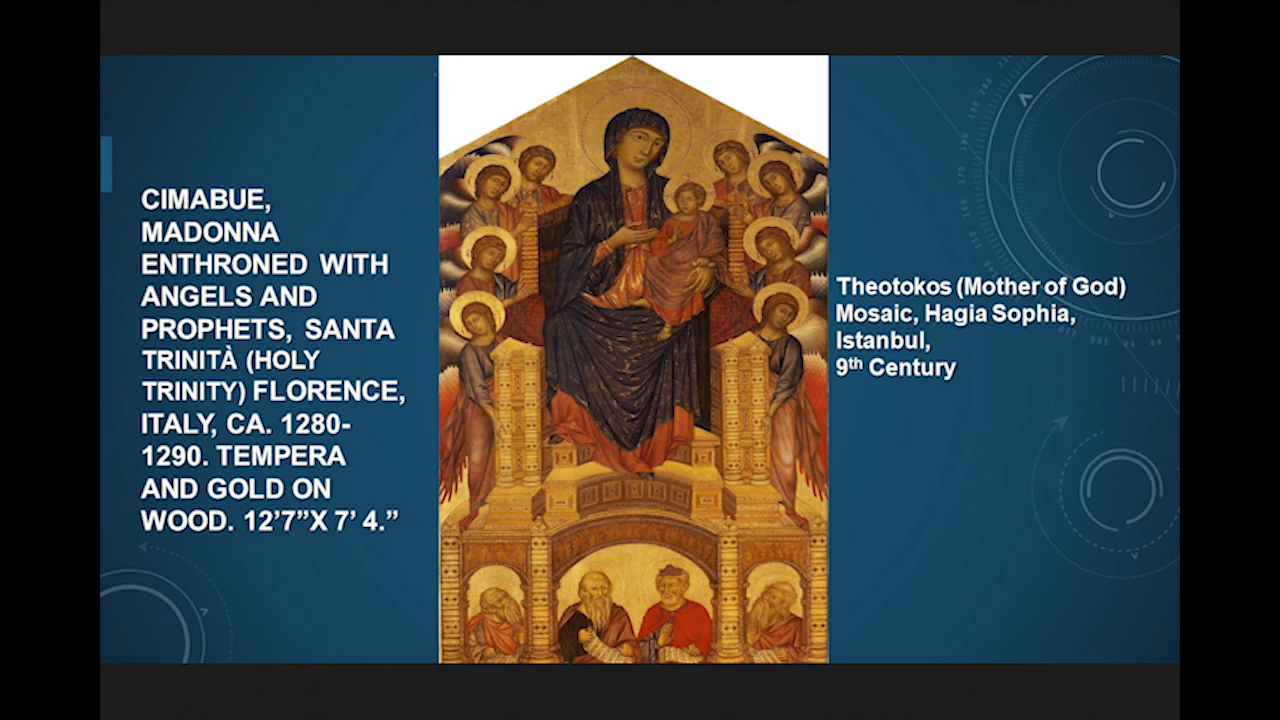 CIMABUE,
MADONNA
ENTHRONED WITH
ANGELS AND
PROPHETS, SANTA
TRINITÀ (HOLY
TRINITY) FLORENCE,
ITALY, CA. 1280-
1290. TEMPERA
AND GOLD ON
WOOD. 12’7”X 7’ 4.”
Theotokos (Mother of God)
Mosaic, Hagia Sophia,
Istanbul,
9th Century